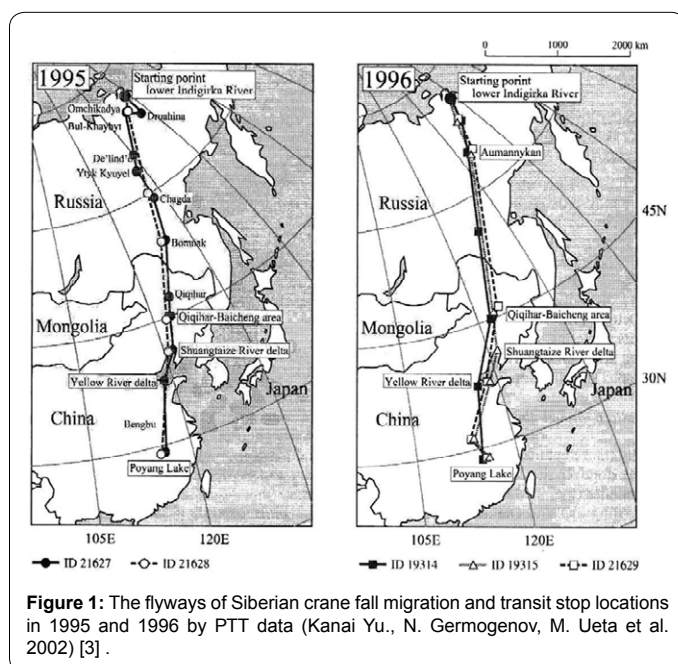 0 1000 2000 km
1995
Starting porint
lower Indigirka River
Omchikadya
Bul-Khaybyt
Druahina
De'lind'e
Ytyk Kyuyel
Russia
Chagda
Bomnak
Qiqihar
Mongolia
Qiqihar-Baicheng area
Shuangtaize River delta
Yellow River delta
Japan
China
Bengbu
Poyang Lake
105E
120E
ID 21627
ID 21628
1996
Starting porint
lower Indigirka River
Aumannykan
Russia
45N
Mongolia
Qiqihar-Baicheng area
Shuangtaize River delta
Yellow River delta
30N
Japan
China
Poyang Lake
105E
120E
ID 19314
ID 19315
ID 21629
Figure 1: The flyways of Siberian crane fall migration and transit stop locations
in 1995 and 1996 by PTT data (Kanai Yu., N. Germogenov, M. Ueta et al.
2002) [3] .